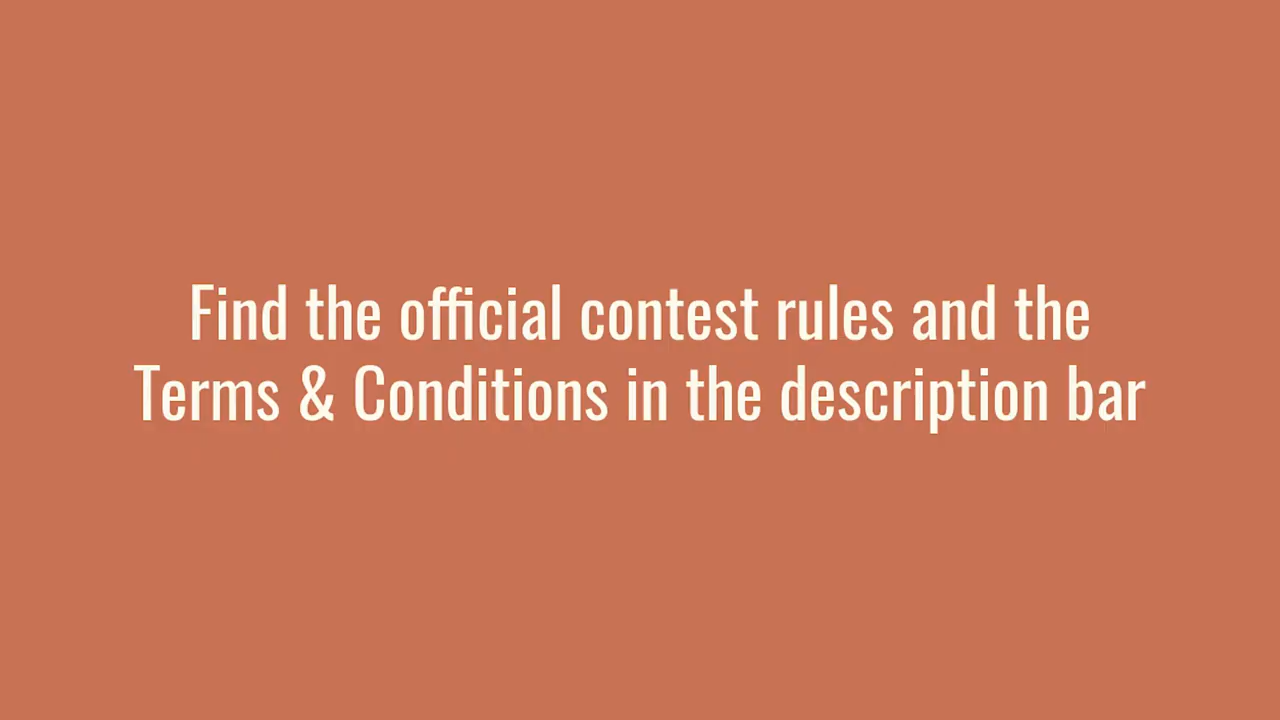 Find the official contest rules and the
Terms & Conditions in the description bar